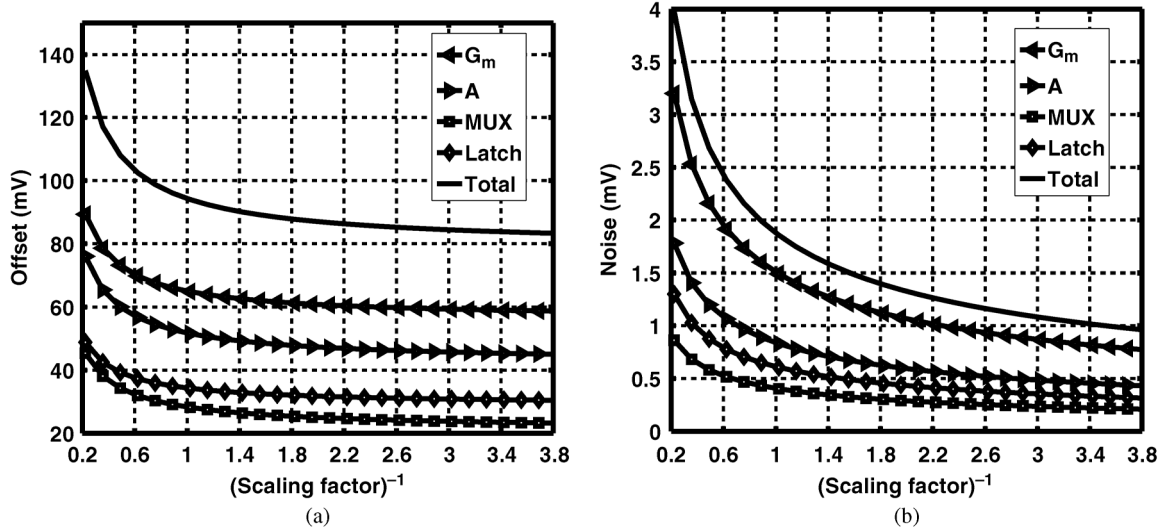 140
120
100
80
60
40
20
Offset (mV)
Gm
A
MUX
Latch
Total
0.2 0.6 1 1.4 1.8 2.2 2.6 3 3.4 3.8
(Scaling factor)⁻¹
(a)
4
3.5
3
2.5
2
1.5
1
0.5
0
Noise (mV)
Gm
A
MUX
Latch
Total
0.2 0.6 1 1.4 1.8 2.2 2.6 3 3.4 3.8
(Scaling factor)⁻¹
(b)